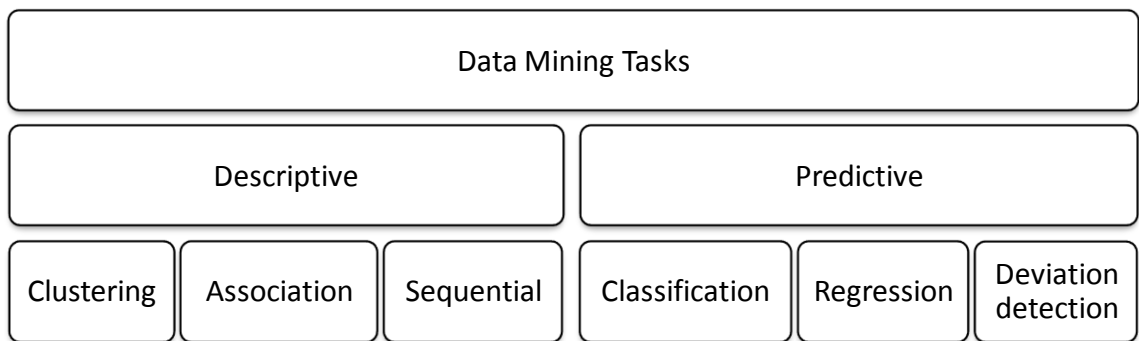 Data Mining Tasks
Descriptive
Predictive
Clustering
Association
Sequential
Classification
Regression
Deviation
detection